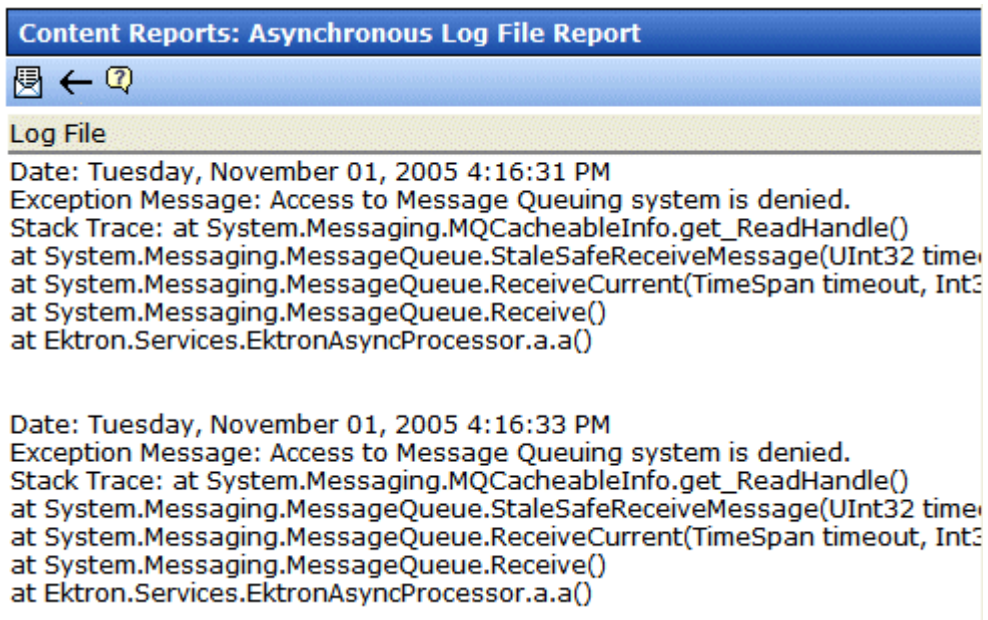 Content Reports: Asynchronous Log File Report
Log File
Date: Tuesday, November 01, 2005 4:16:31 PM
Exception Message: Access to Message Queuing system is denied.
Stack Trace: at System.Messaging.MQCacheableInfo.get_ReadHandle()
at System.Messaging.MessageQueue.StaleSafeReceiveMessage(UInt32
at System.Messaging.MessageQueue.ReceiveCurrent(TimeSpan timeout,
at System.Messaging.MessageQueue.Receive()
at Ektron.Services.EktronAsyncProcessor.a.a()
Date: Tuesday, November 01, 2005 4:16:33 PM
Exception Message: Access to Message Queuing system is denied.
Stack Trace: at System.Messaging.MQCacheableInfo.get_ReadHandle()
at System.Messaging.MessageQueue.StaleSafeReceiveMessage(UInt32
at System.Messaging.MessageQueue.ReceiveCurrent(TimeSpan timeout,
at System.Messaging.MessageQueue.Receive()
at Ektron.Services.EktronAsyncProcessor.a.a()